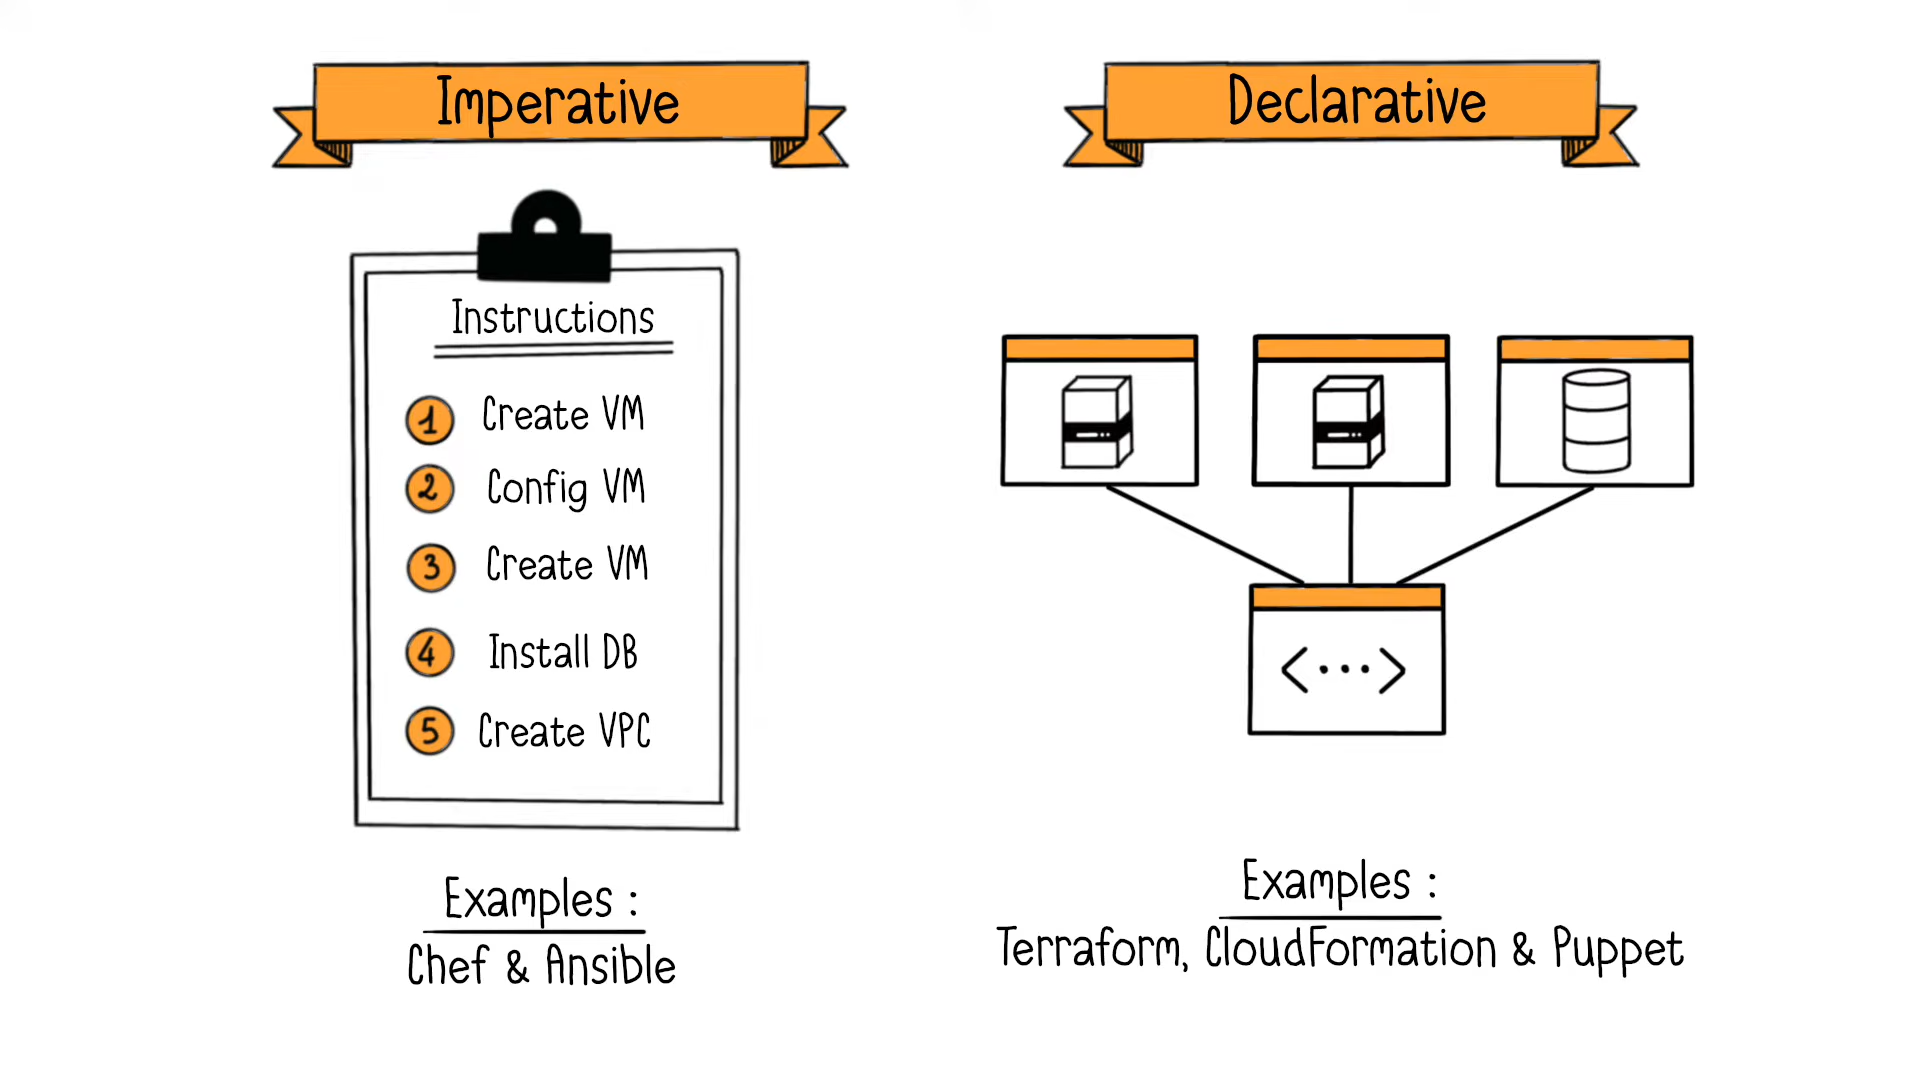 Imperative
Instructions
1 Create VM
2 Config VM
3 Create VM
4 Install DB
5 Create VPC
Examples :
Chef & Ansible
Declarative
<...>
Examples :
Terraform, CloudFormation & Puppet